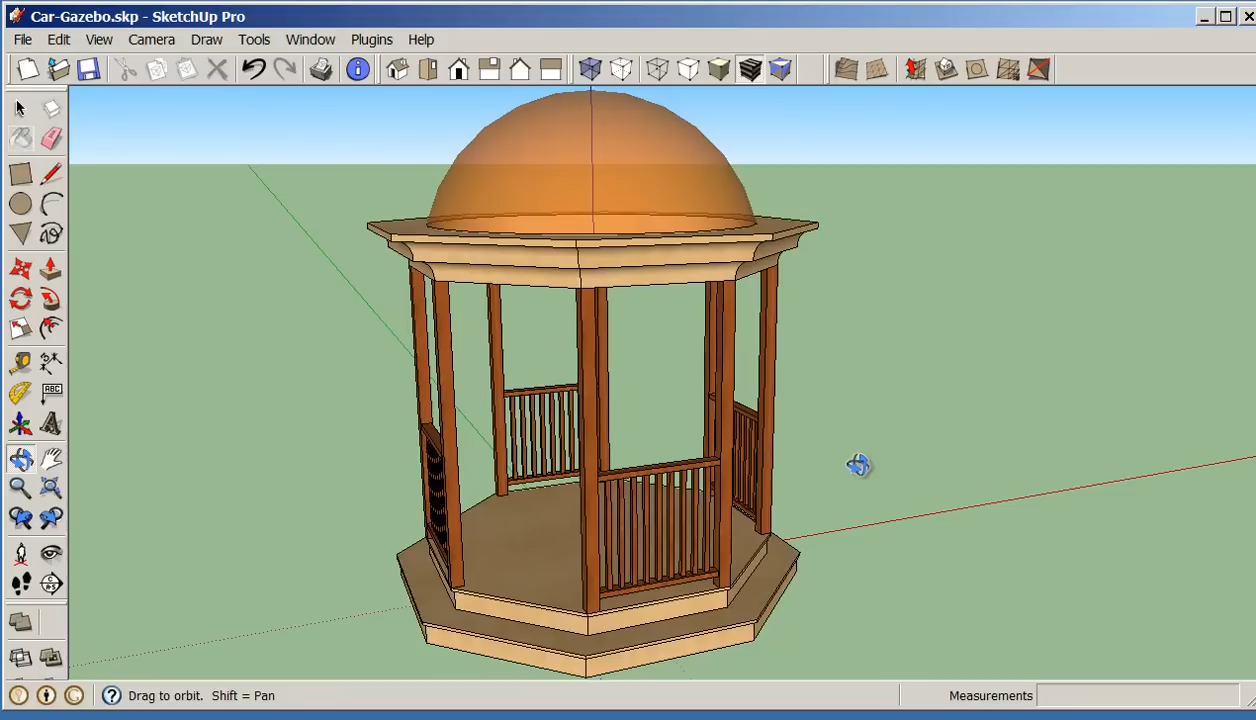 Car-Gazebo.skp - SketchUp Pro
File Edit View Camera Draw Tools Window Plugins Help
ABC
Drag to orbit. Shift = Pan
Measurements